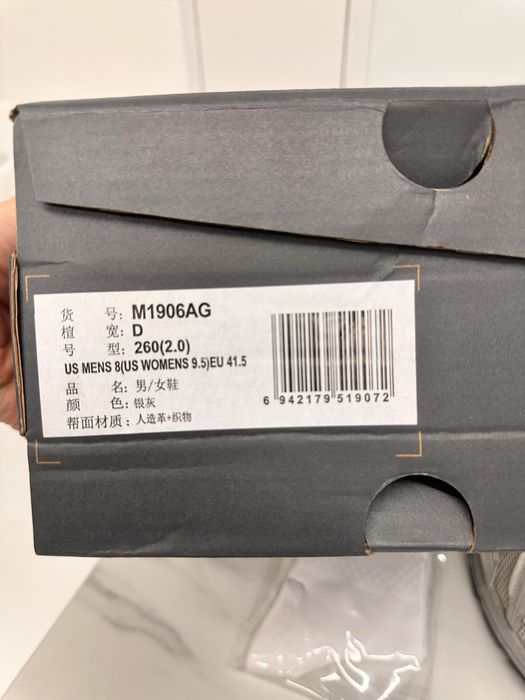 货 号: M1906AG
楦 宽: D
号 型: 260(2.0)
US MENS 8(US WOMENS 9.5)EU 41.5
品 名: 男/女鞋
颜 色: 银灰
帮面材质: 人造革+织物
6 942179 519072